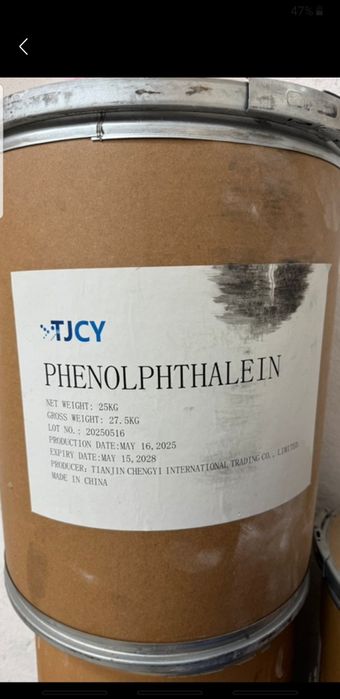 47%
TJCY
PHENOLPHTHALEIN
NET WEIGHT: 25KG
GROSS WEIGHT: 27.5KG
LOT NO.: 20250516
PRODUCTION DATE:MAY 16,2025
EXPIRY DATE:MAY 15,2028
PRODUCER: TIANJIN CHENGYI INTERNATIONAL TRADING CO., LIMITED
MADE IN CHINA